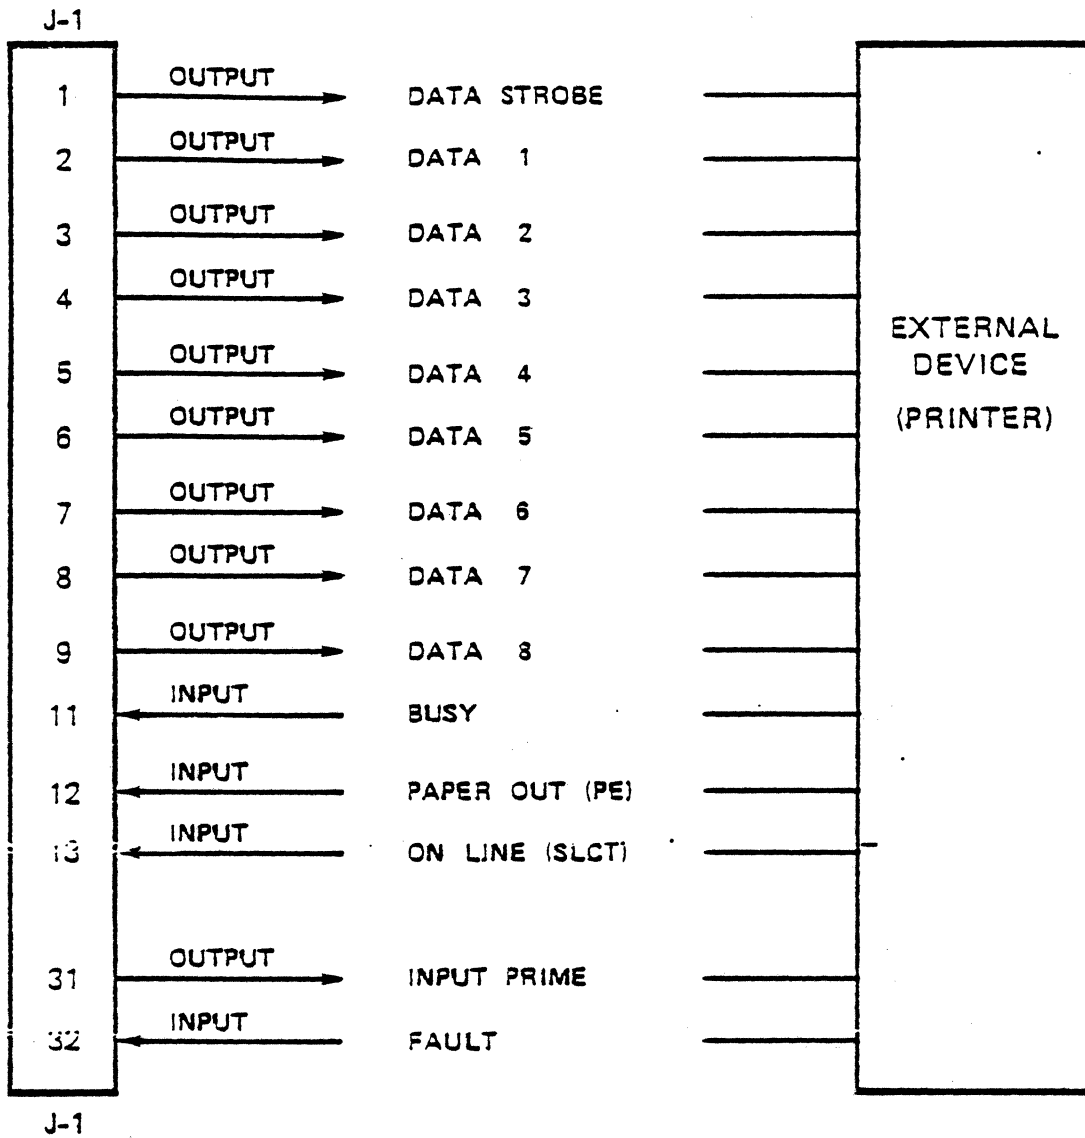 J-1
1 OUTPUT DATA STROBE
2 OUTPUT DATA 1
3 OUTPUT DATA 2
4 OUTPUT DATA 3
5 OUTPUT DATA 4
6 OUTPUT DATA 5
7 OUTPUT DATA 6
8 OUTPUT DATA 7
9 OUTPUT DATA 8
11 INPUT BUSY
12 INPUT PAPER OUT (PE)
13 INPUT ON LINE (SLCT)
31 OUTPUT INPUT PRIME
32 INPUT FAULT
J-1
EXTERNAL
DEVICE
(PRINTER)